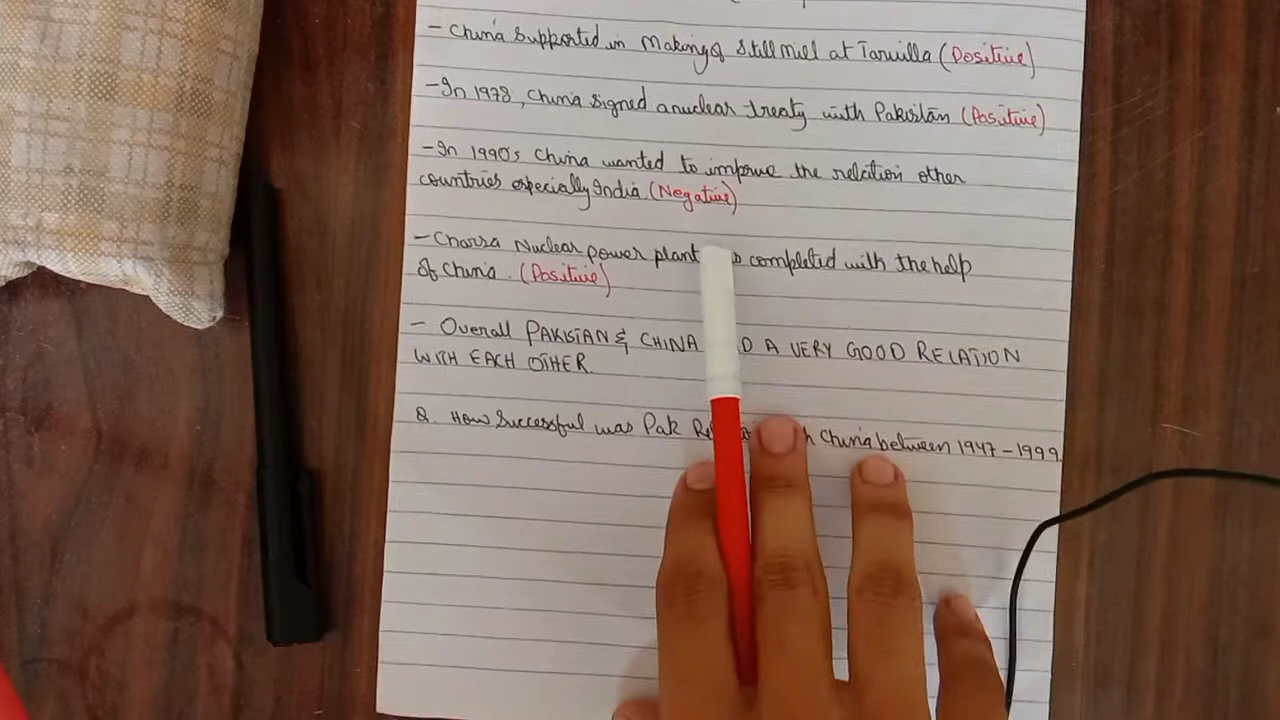 - China Supported in Making of Still Mill at Tanuilla (Positive)
- In 1978, China signed a nuclear treaty with Pakistan (Positive)
- In 1990s China wanted to improve the relation other
countries especially India. (Negative)
- Charsa Nuclear power plant completed with the help
of China. (Positive)
- Overall PAKISTAN & CHINA A VERY GOOD RELATION
WITH EACH OTHER.
Q. How Successful was Pak China between 1947-1999